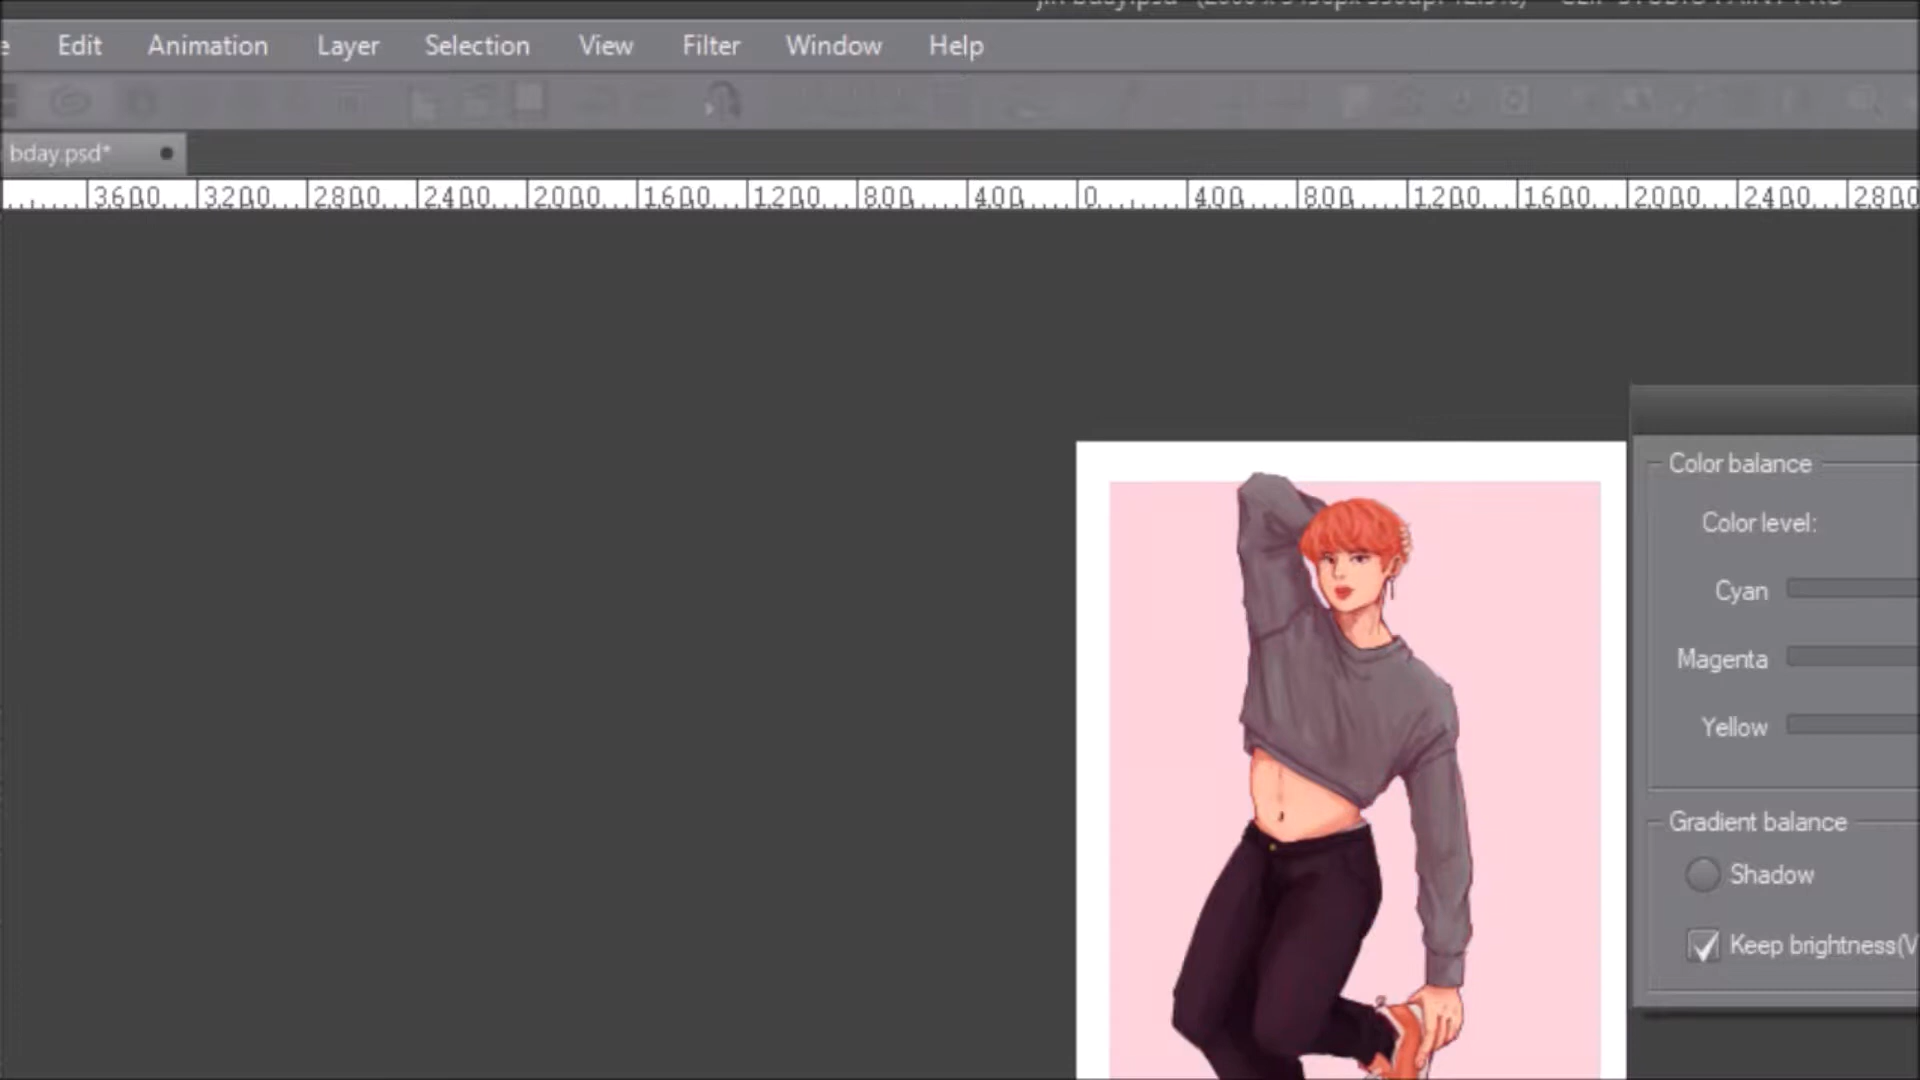 Edit Animation Layer Selection View Filter Window Help
bday.psd*
3600 3200 2800 2400 2000 1600 1200 800 400 0 400 800 1200 1600 2000 2400 2800
Color balance
Color level:
Cyan
Magenta
Yellow
Gradient balance
Shadow
Keep brightness(V